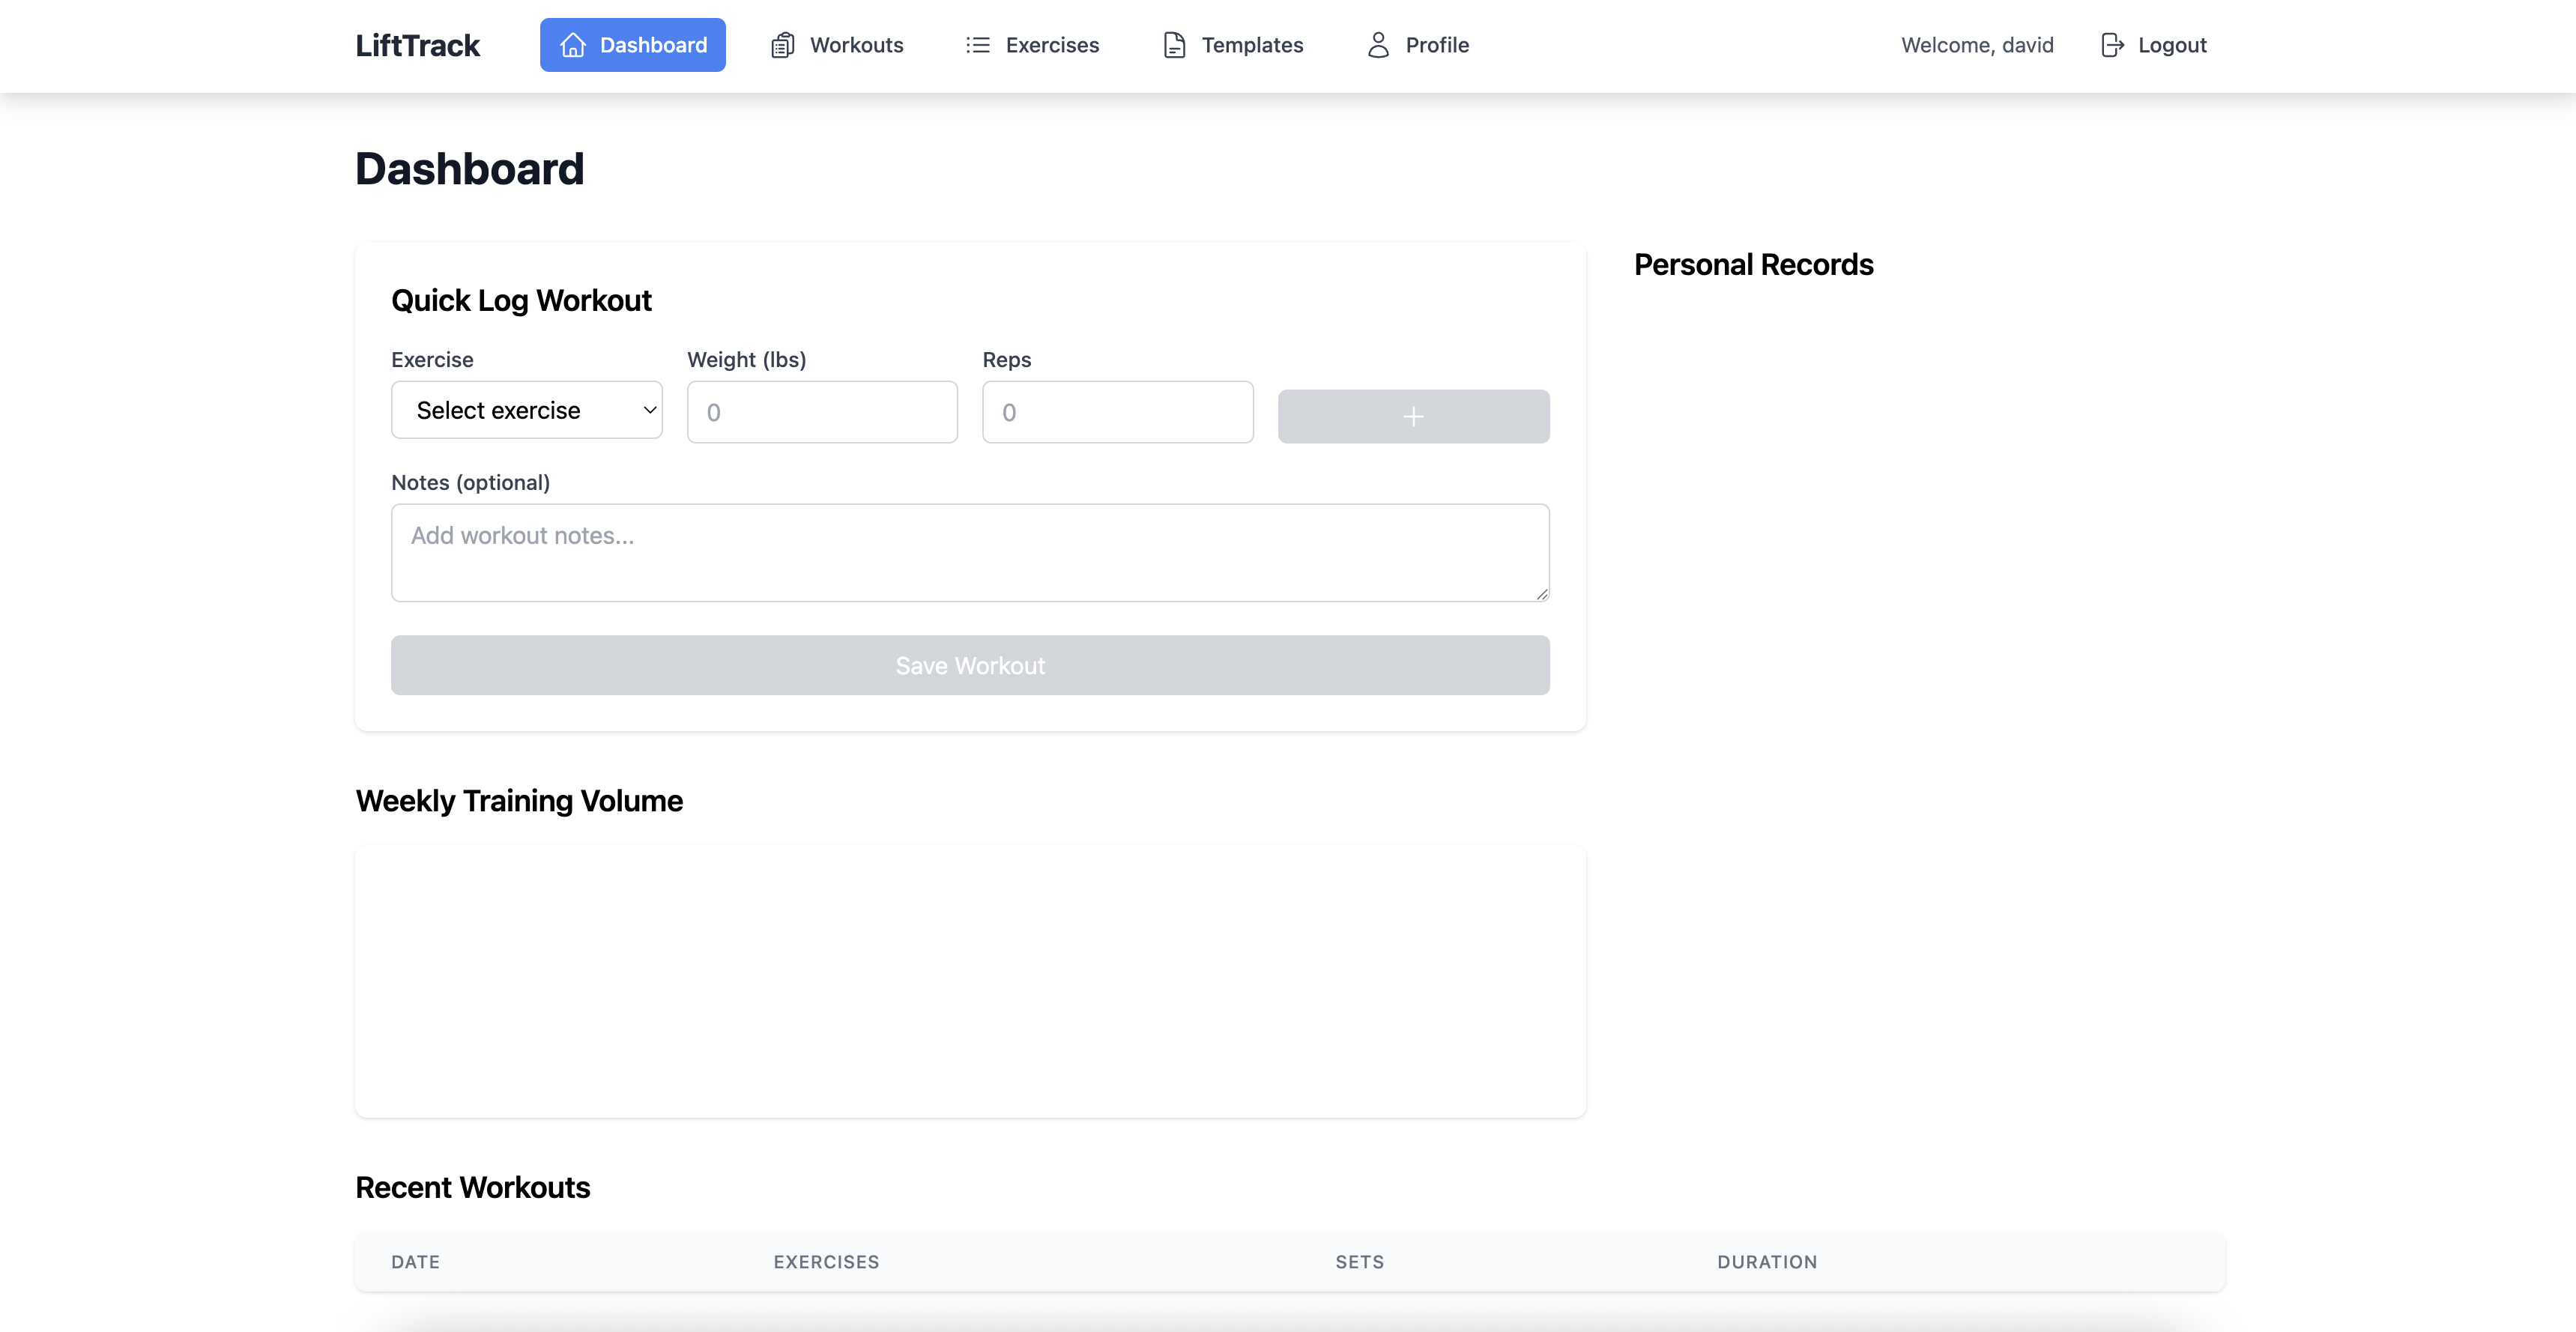 LiftTrack
Dashboard
Workouts
Exercises
Templates
Profile
Welcome, david
Logout
Dashboard
Quick Log Workout
Exercise
Weight (lbs)
Reps
Select exercise
0
0
Notes (optional)
Add workout notes...
Save Workout
Personal Records
Weekly Training Volume
Recent Workouts
DATE
EXERCISES
SETS
DURATION